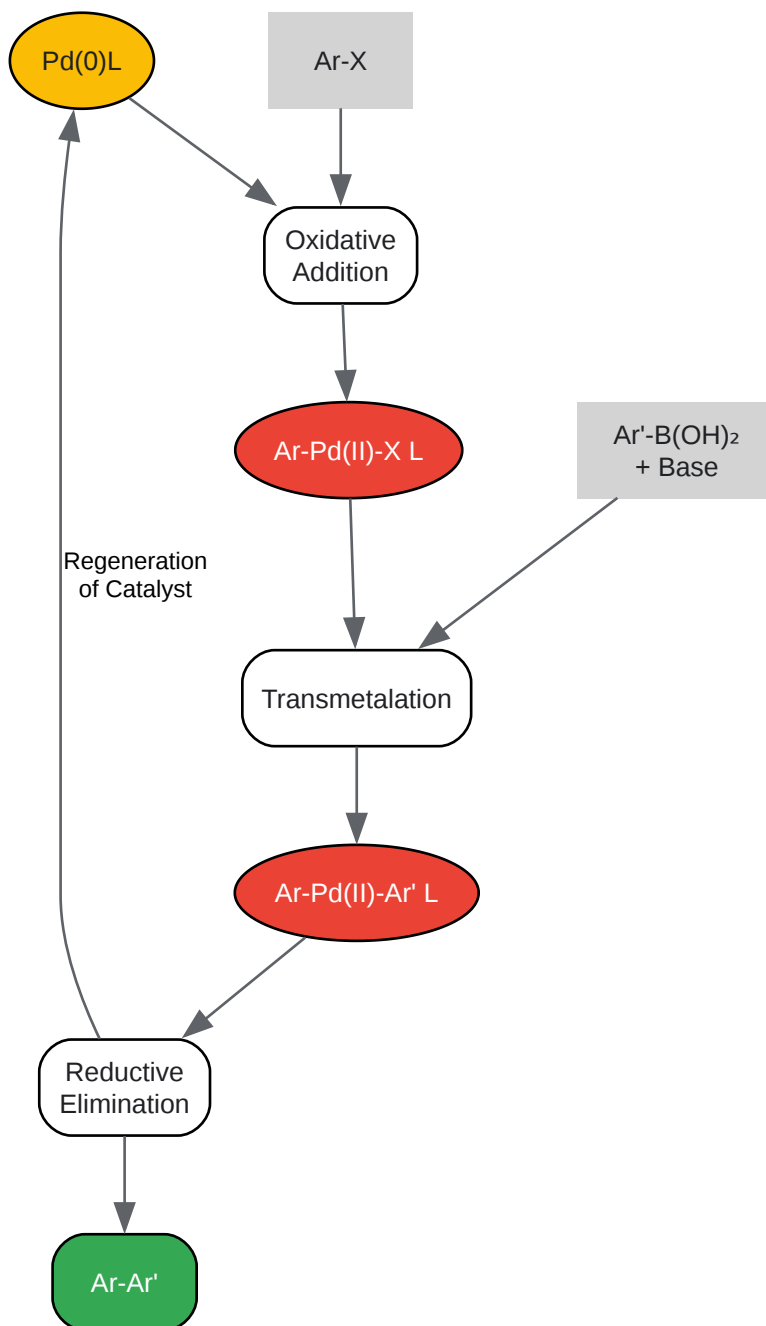 Pd(0)L
Ar-X
Oxidative
Addition
Ar-Pd(II)-X L
Ar'-B(OH)₂
+ Base
Regeneration
of Catalyst
Transmetalation
Ar-Pd(II)-Ar' L
Reductive
Elimination
Ar-Ar'